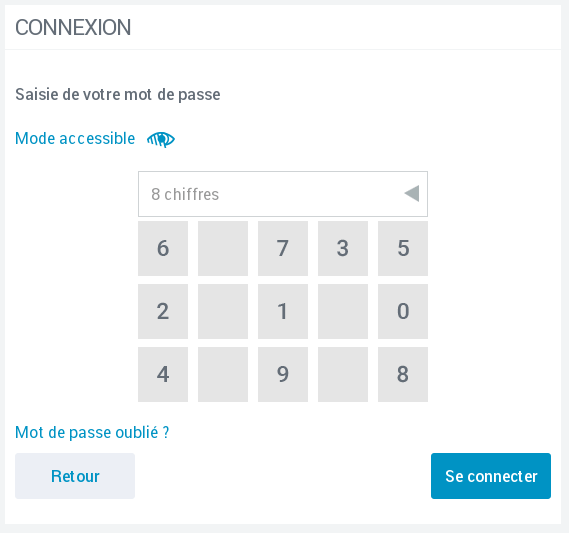 CONNEXION
Saisie de votre mot de passe
Mode accessible
8 chiffres
6 7 3 5
2 1 0
4 9 8
Mot de passe oublié ?
Retour Se connecter